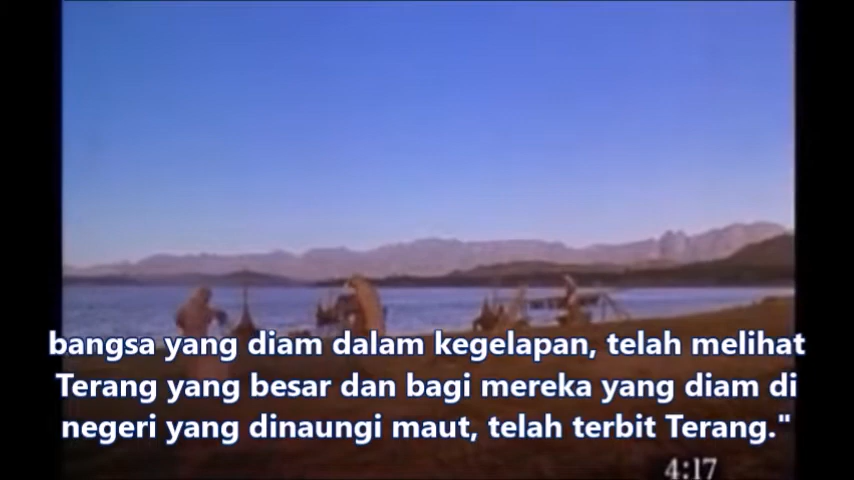 bangsa yang diam dalam kegelapan, telah melihat
Terang yang besar dan bagi mereka yang diam di
negeri yang dinaungi maut, telah terbit Terang."
4:17